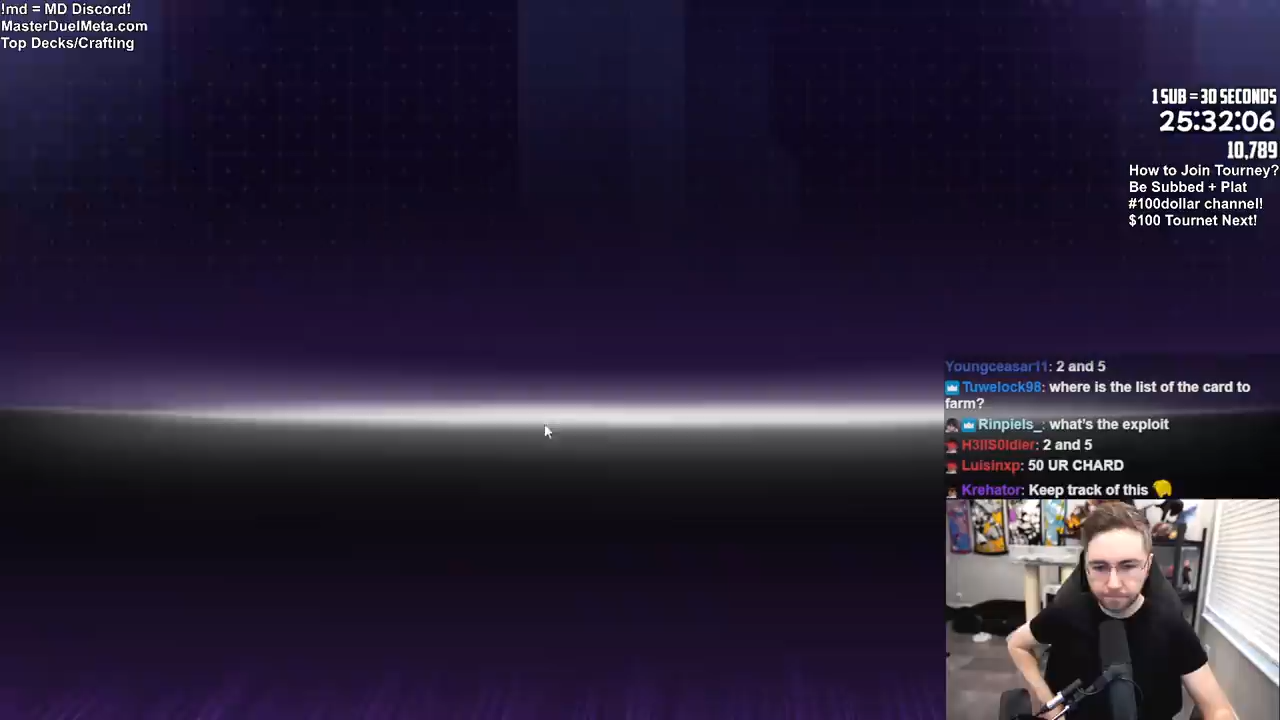 !md = MD Discord!
MasterDuelMeta.com
Top Decks/Crafting
1 SUB = 30 SECONDS
25:32:06
10,789
How to Join Tourney?
Be Subbed + Plat
#100dollar channel!
$100 Tournet Next!
Youngceasar11: 2 and 5
Tuwelock98: where is the list of the card to
farm?
Rinpiels_: what's the exploit
H3llS0ldier: 2 and 5
Luisinxp: 50 UR CHARD
Krehator: Keep track of this